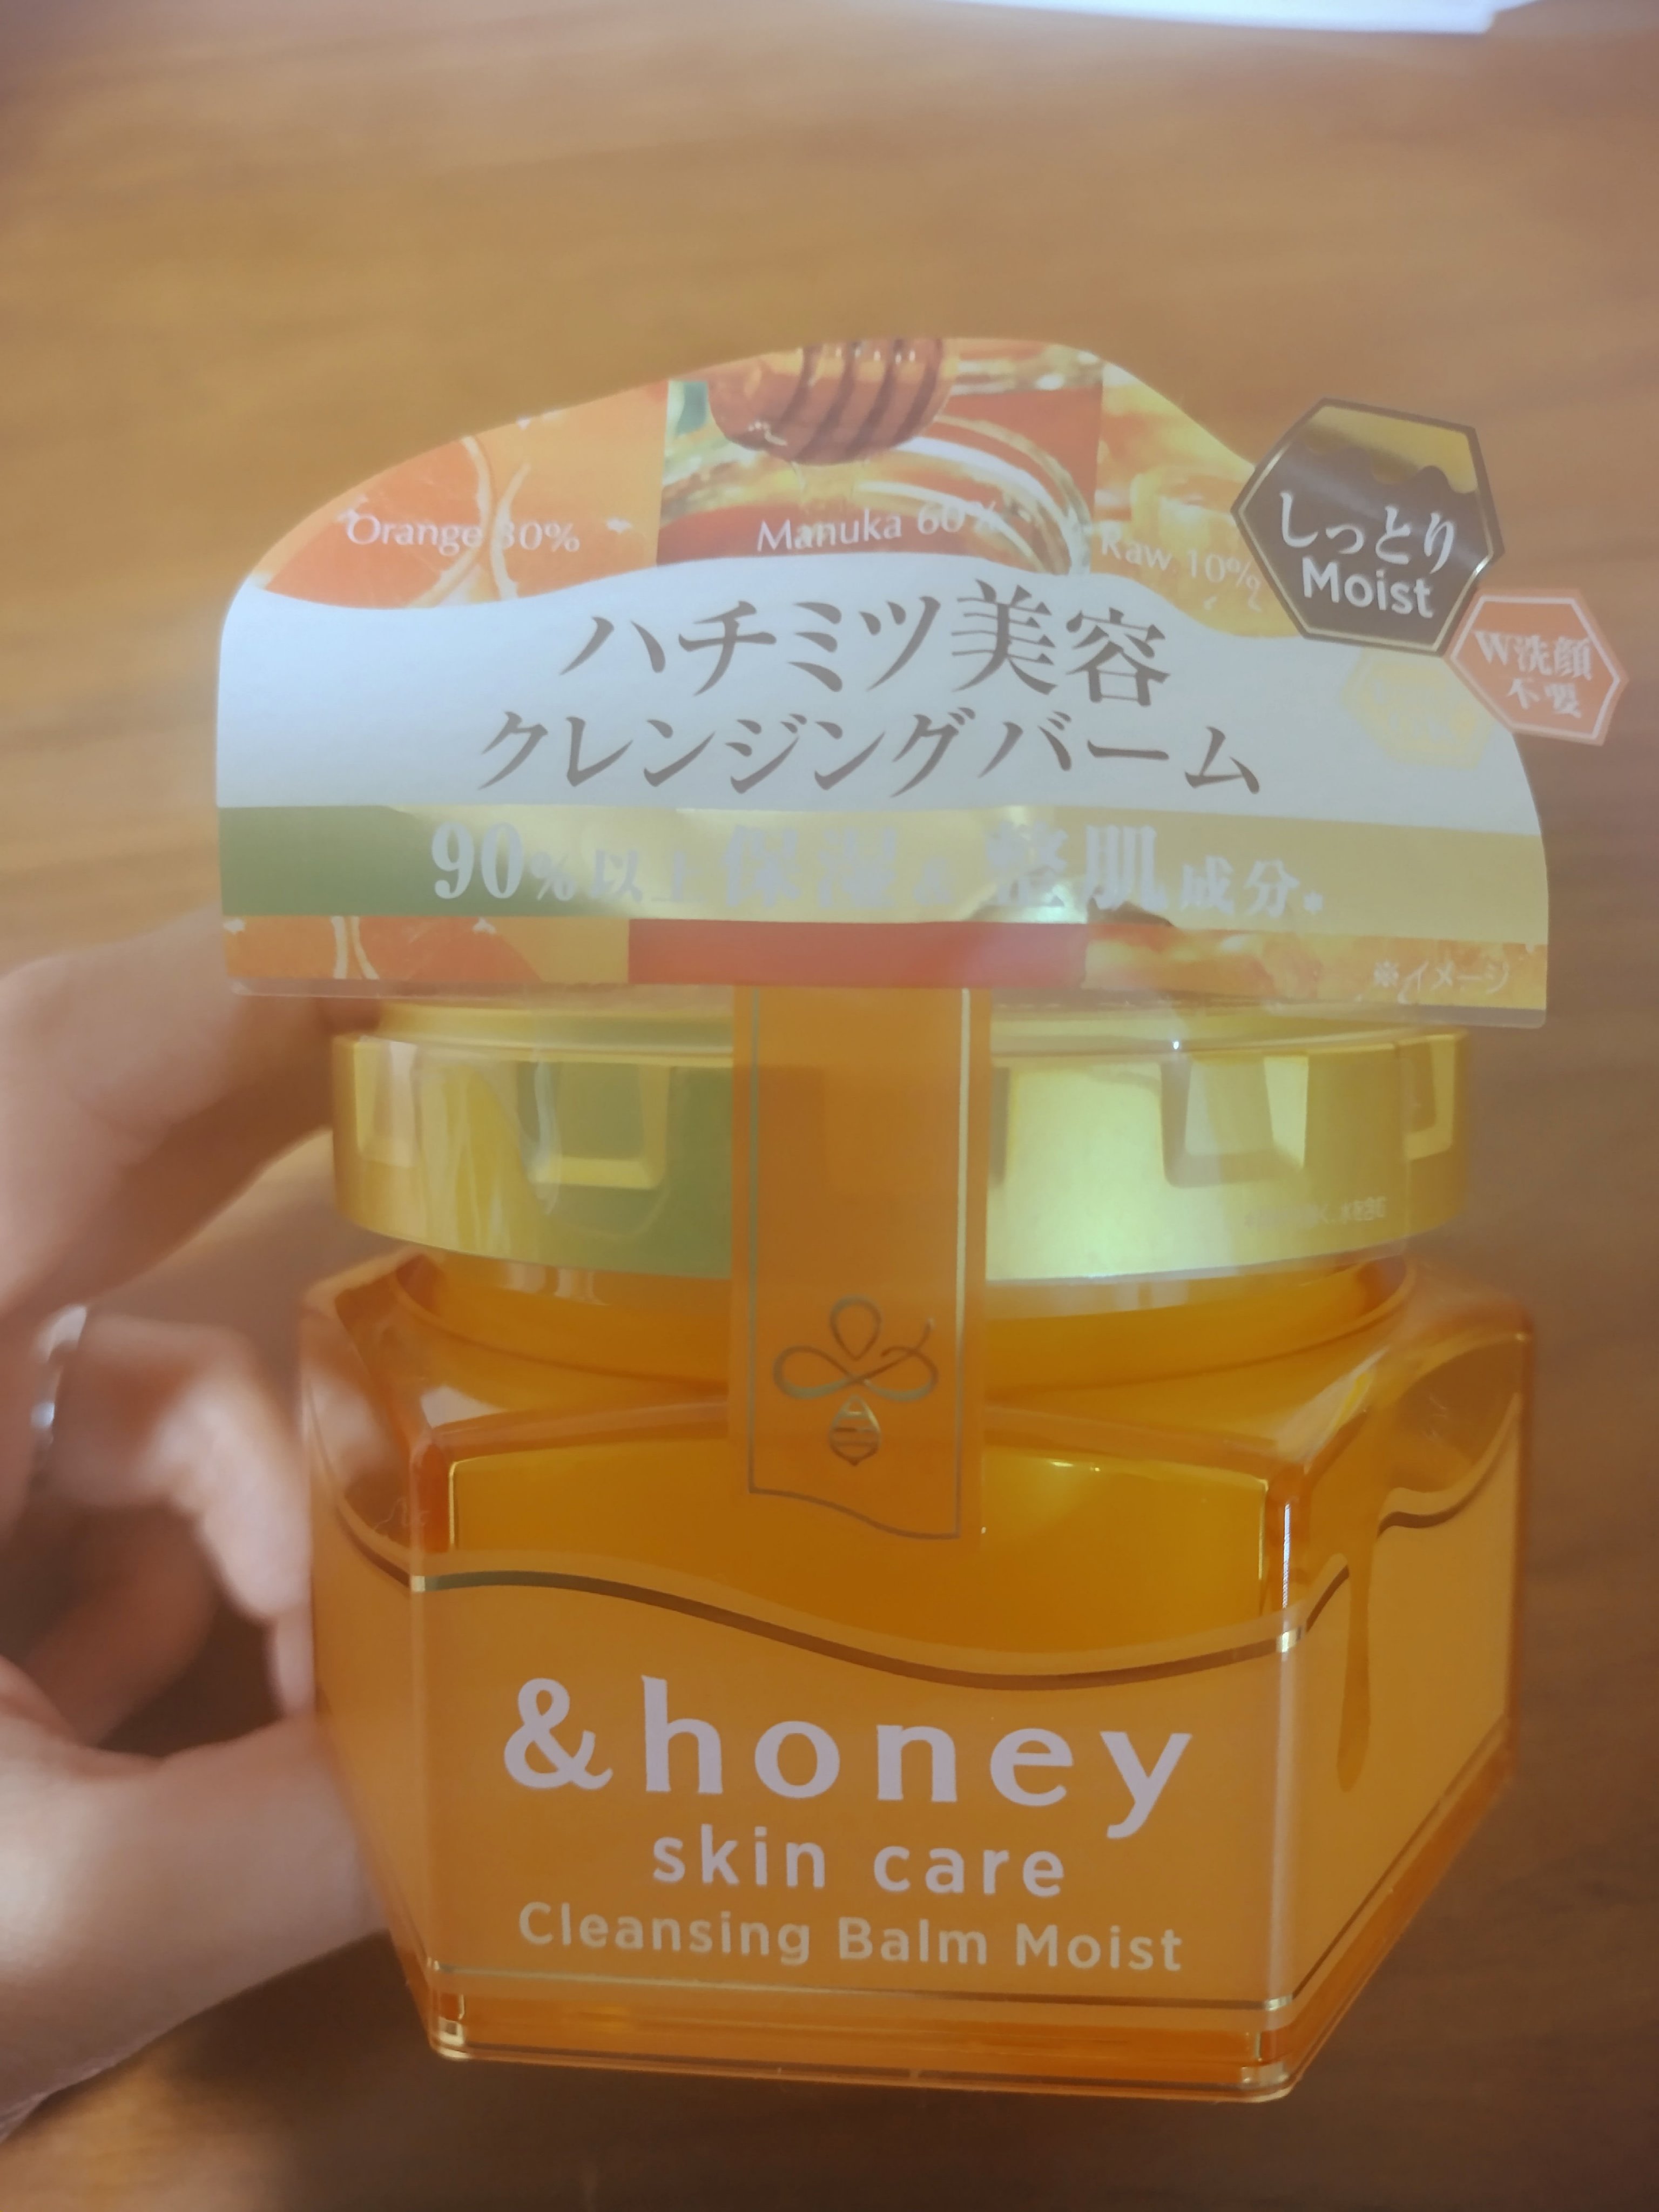 Orange 30%
Manuka 60%
Raw 10%
しっとり
Moist
W洗顔
不要
ハチミツ美容
クレンジングバーム
90%以上保湿&整肌成分*
※イメージ
&honey
skin care
Cleansing Balm Moist